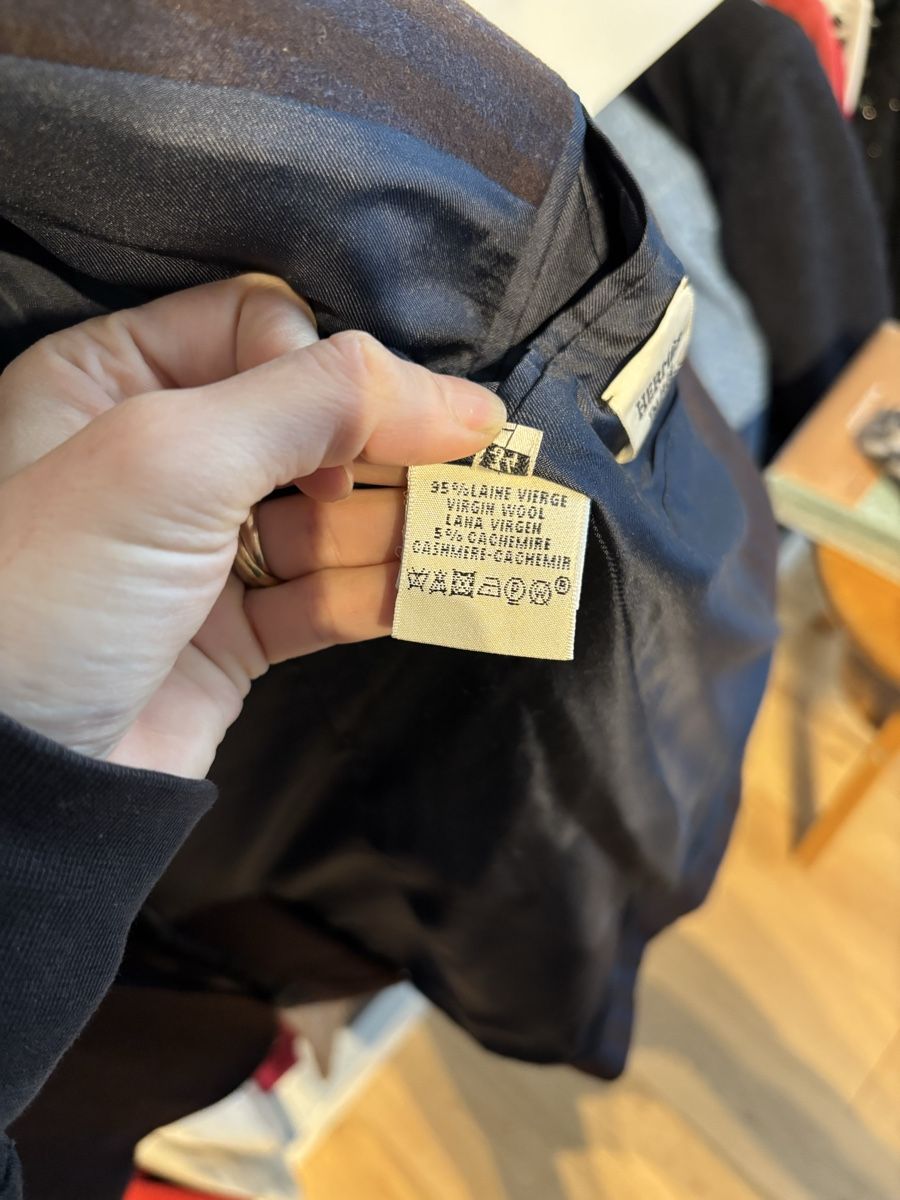 95%LAINE VIERGE
VIRGIN WOOL
LANA VIRGEN
5% CACHEMIRE
CASHMERE-CACHEMIR